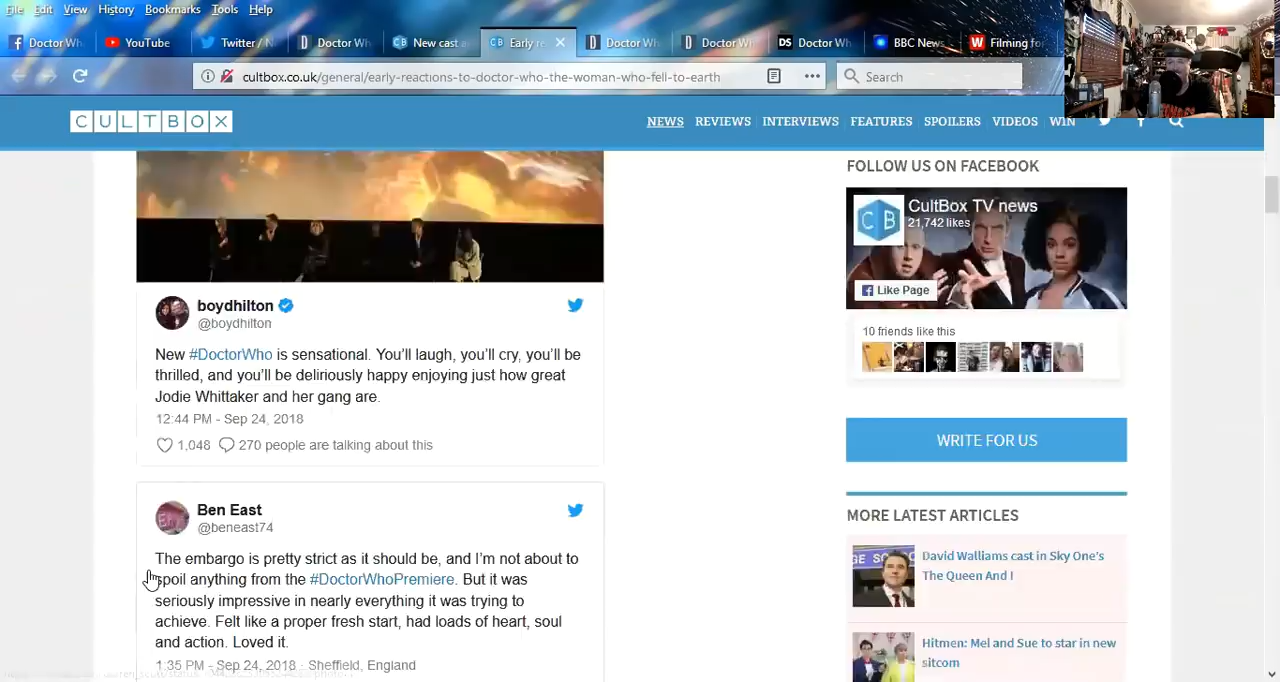 File Edit View History Bookmarks Tools Help
Doctor Wh
YouTube
Twitter / N
Doctor Wh
New cast a
Early re
Doctor Wh
Doctor Wh
DS Doctor Wh
BBC News
W Filming fo
cultbox.co.uk/general/early-reactions-to-doctor-who-the-woman-who-fell-to-earth
Search
CULTBOX
NEWS REVIEWS INTERVIEWS FEATURES SPOILERS VIDEOS WIN
FOLLOW US ON FACEBOOK
CB
CultBox TV news
21,742 likes
Like Page
10 friends like this
boydhilton
@boydhilton
New #DoctorWho is sensational. You'll laugh, you'll cry, you'll be
thrilled, and you'll be deliriously happy enjoying just how great
Jodie Whittaker and her gang are.
12:44 PM - Sep 24, 2018
1,048 270 people are talking about this
WRITE FOR US
Ben East
@beneast74
The embargo is pretty strict as it should be, and I'm not about to
spoil anything from the #DoctorWhoPremiere. But it was
seriously impressive in nearly everything it was trying to
achieve. Felt like a proper fresh start, had loads of heart, soul
and action. Loved it.
1:35 PM - Sep 24, 2018 · Sheffield, England
MORE LATEST ARTICLES
David Walliams cast in Sky One's
The Queen And I
Hitmen: Mel and Sue to star in new
sitcom